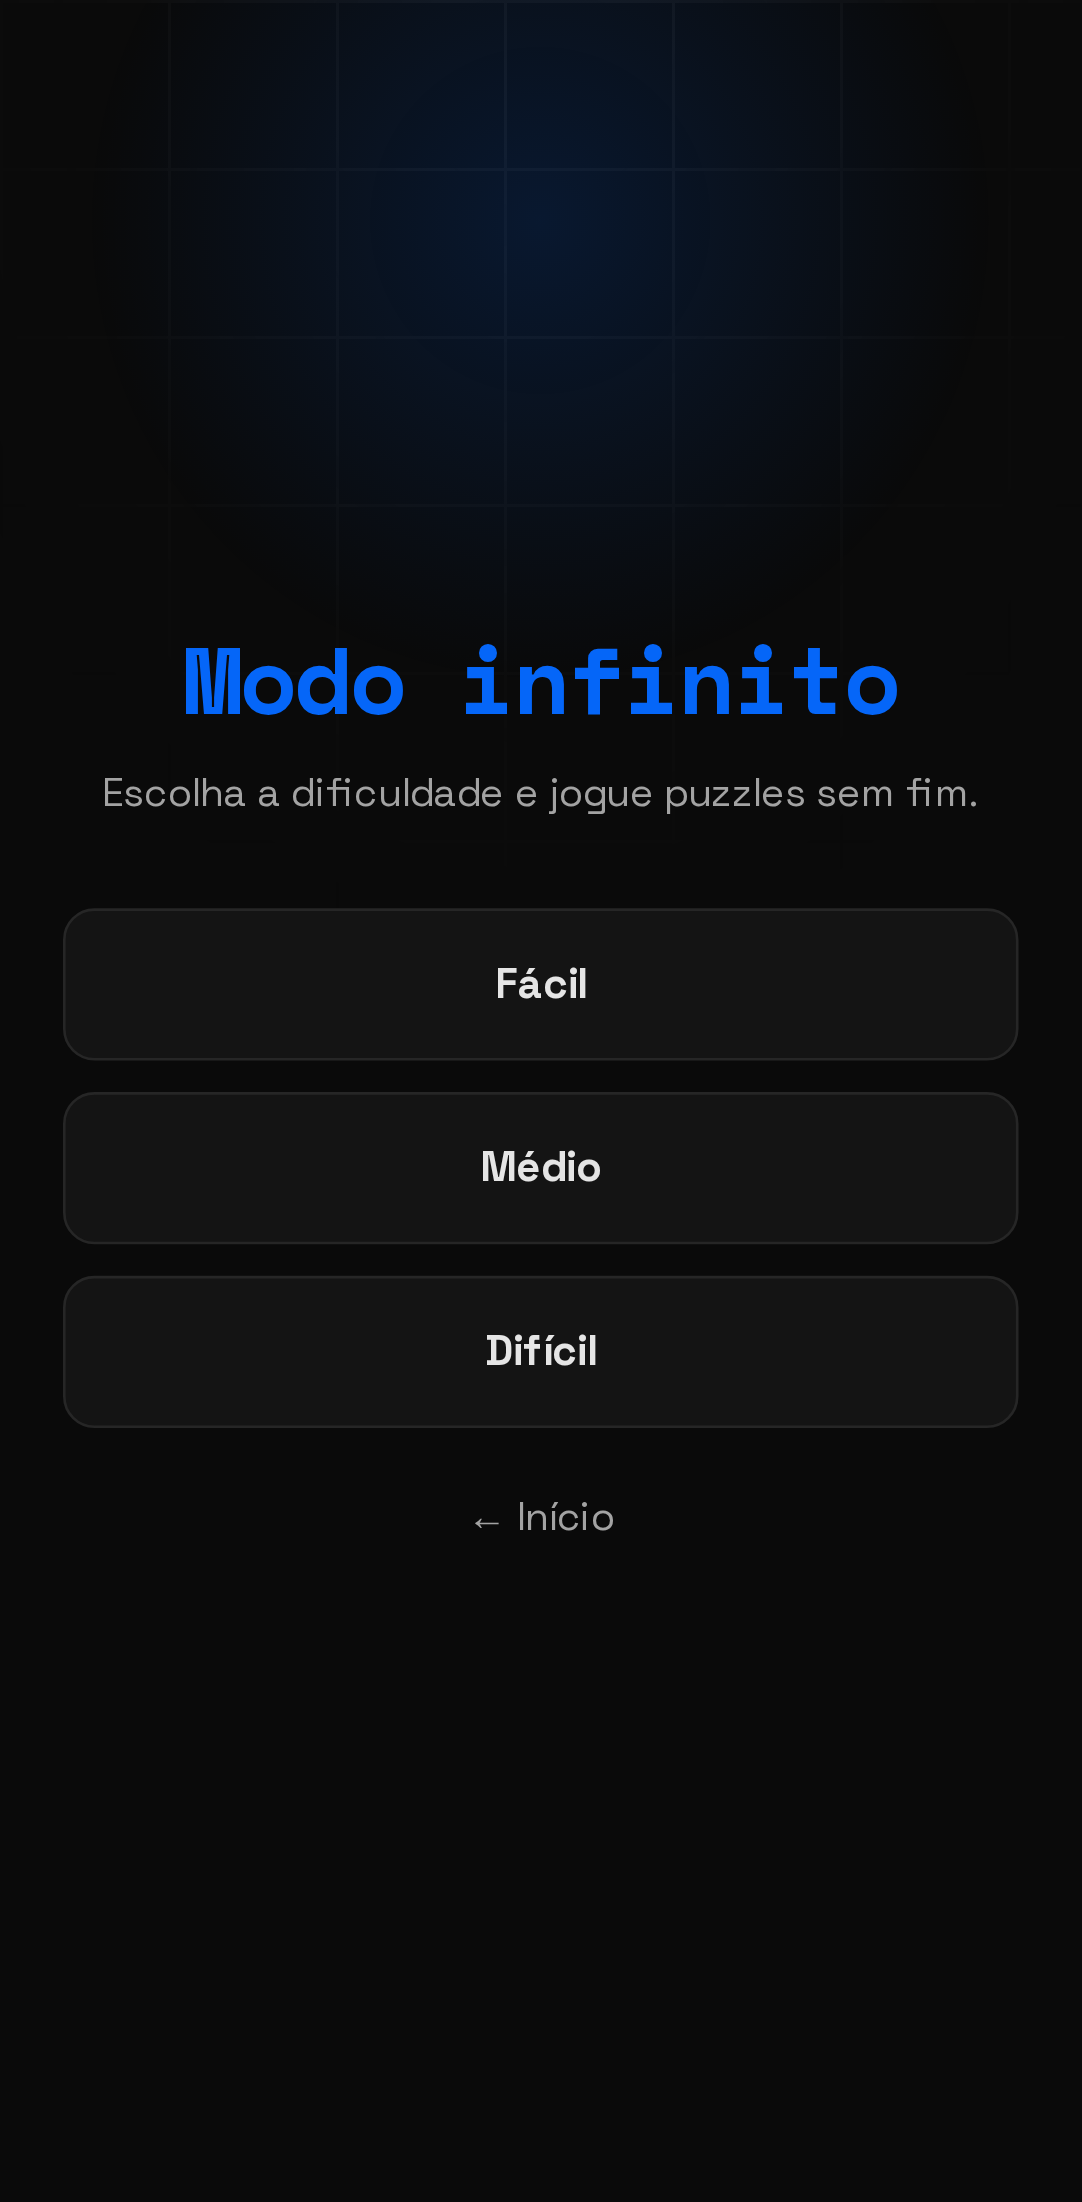 Modo infinito
Escolha a dificuldade e jogue puzzles sem fim.
Fácil
Médio
Difícil
← Início